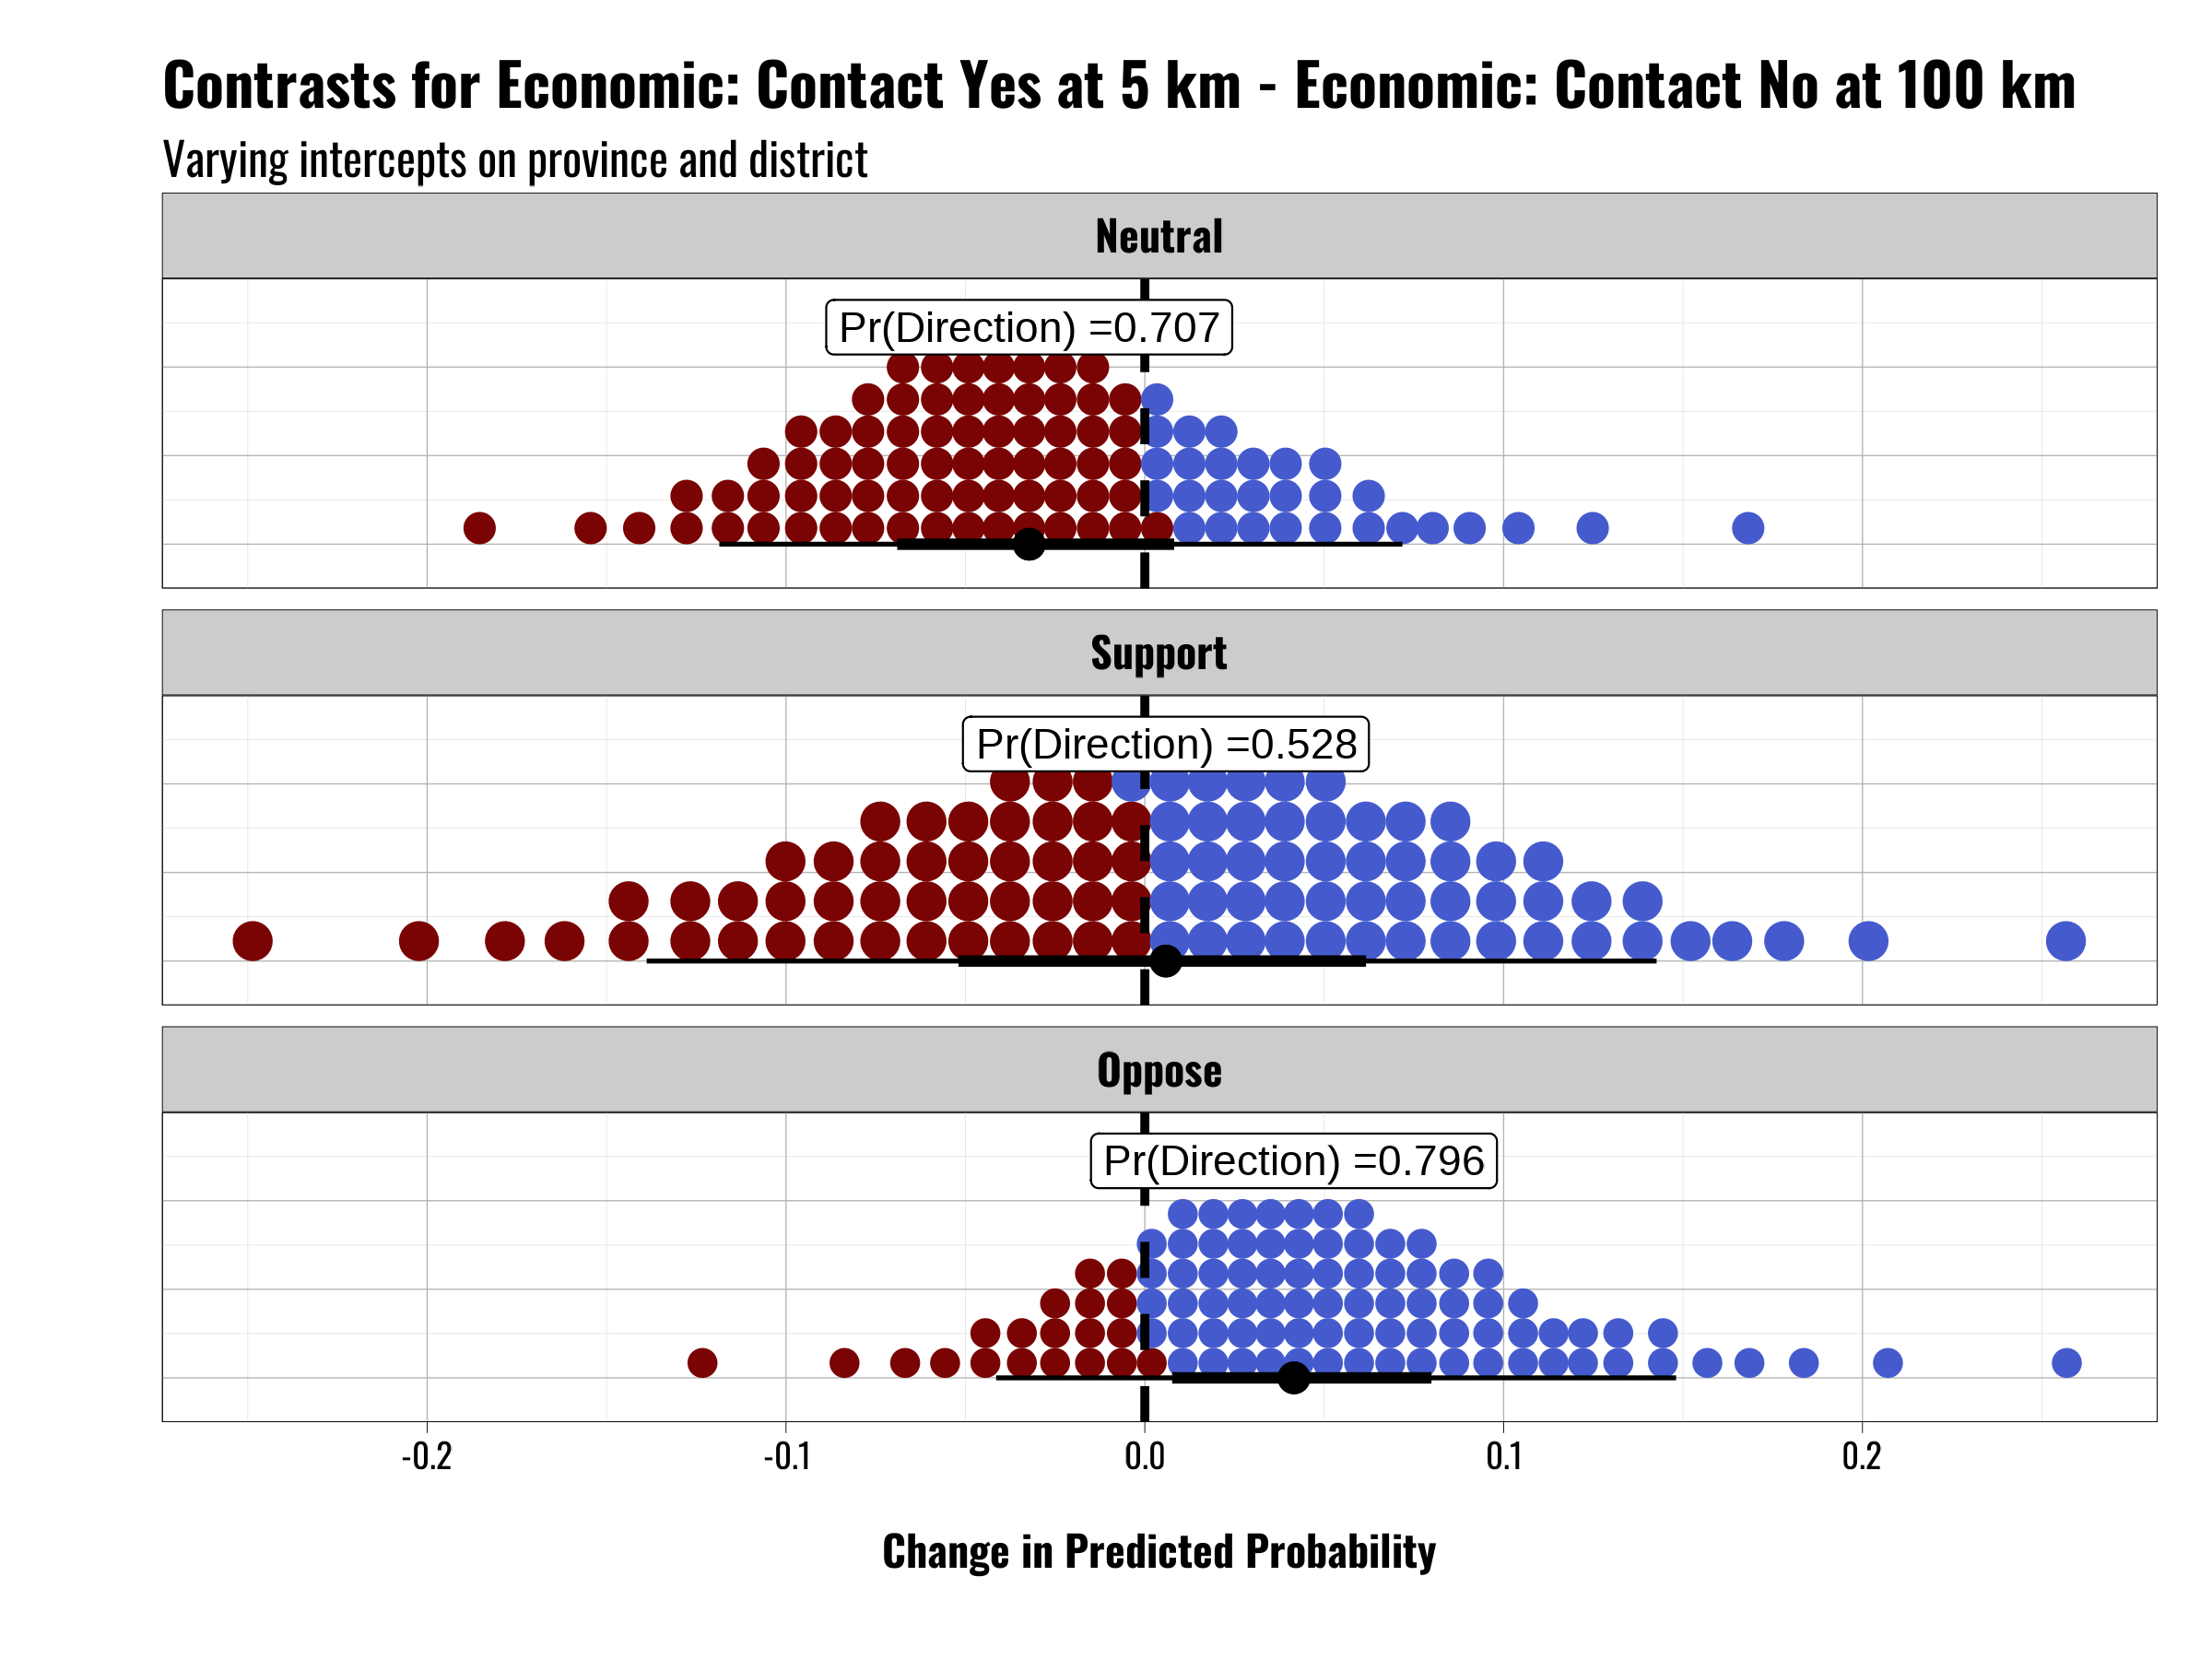 Contrasts for Economic: Contact Yes at 5 km - Economic: Contact No at 100 km
Varying intercepts on province and district
Neutral
Pr(Direction) =0.707
Support
Pr(Direction) =0.528
Oppose
Pr(Direction) =0.796
-0.2 -0.1 0.0 0.1 0.2
Change in Predicted Probability